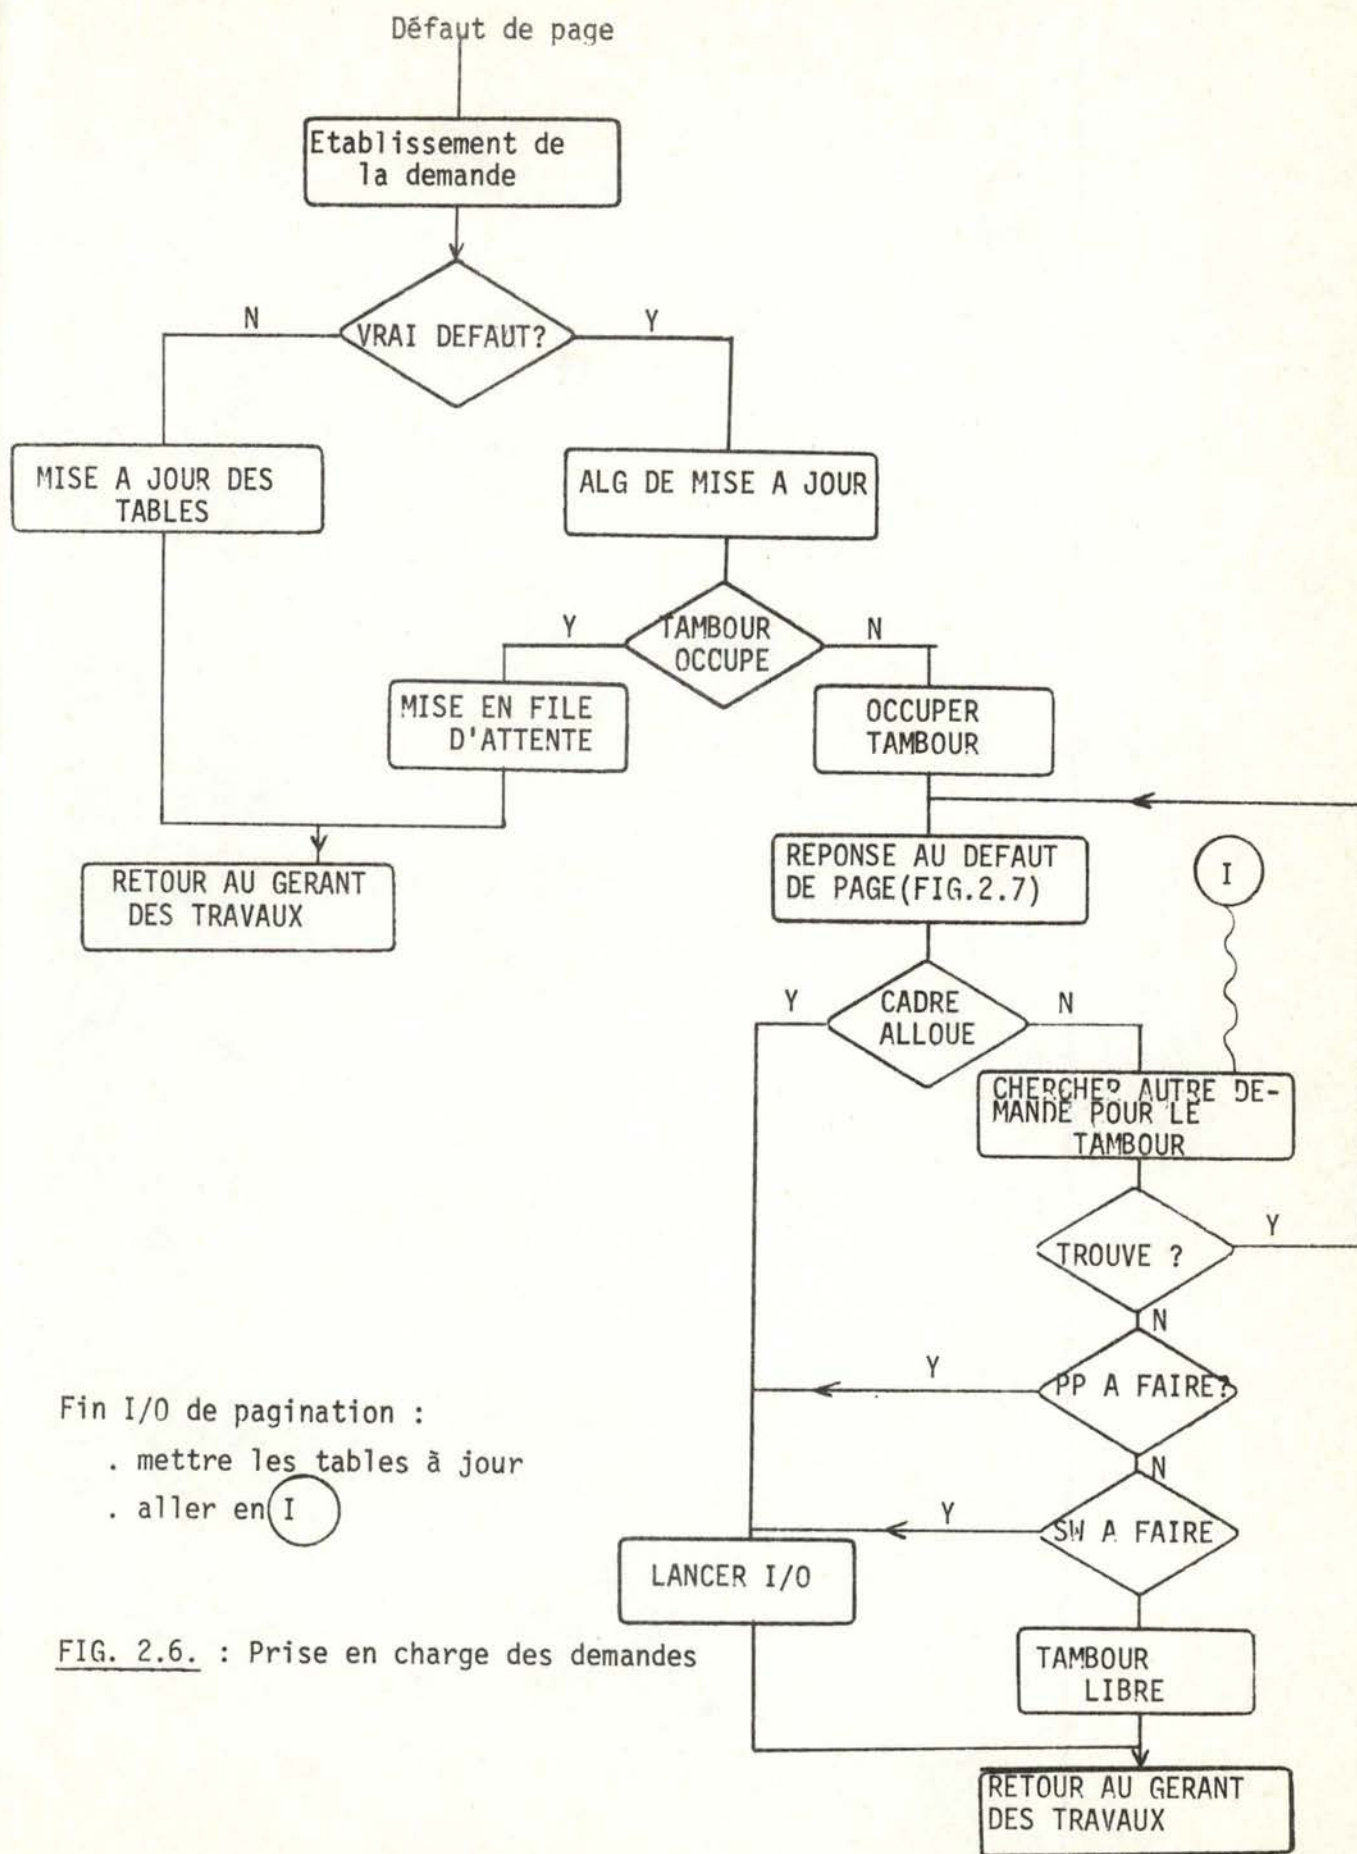 Défaut de page
Etablissement de
la demande
N
VRAI DEFAUT?
Y
MISE A JOUR DES
TABLES
ALG DE MISE A JOUR
Y
TAMBOUR
OCCUPE
N
MISE EN FILE
D'ATTENTE
OCCUPER
TAMBOUR
RETOUR AU GERANT
DES TRAVAUX
REPONSE AU DEFAUT
DE PAGE(FIG.2.7)
I
Y
CADRE
ALLOUE
N
CHERCHER AUTRE DE-
MANDE POUR LE
TAMBOUR
TROUVE ?
Y
N
Y
PP A FAIRE?
N
Y
SW A FAIRE
LANCER I/O
TAMBOUR
LIBRE
RETOUR AU GERANT
DES TRAVAUX
Fin I/O de pagination :
. mettre les tables à jour
. aller en I
FIG. 2.6. : Prise en charge des demandes